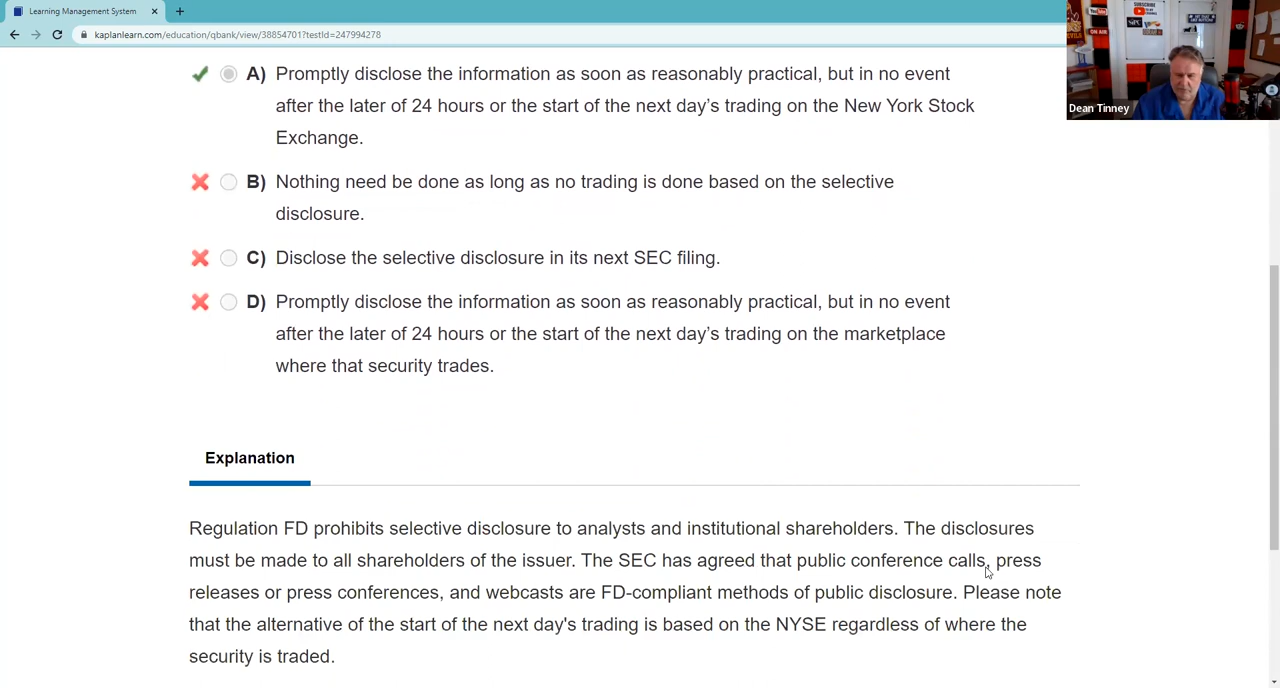 Learning Management System
kaplanlearn.com/education/qbank/view/38854701?testId=247994278
SUBSCRIBE
ON AIR
SIPC
Dean Tinney
A) Promptly disclose the information as soon as reasonably practical, but in no event
after the later of 24 hours or the start of the next day's trading on the New York Stock
Exchange.
B) Nothing need be done as long as no trading is done based on the selective
disclosure.
C) Disclose the selective disclosure in its next SEC filing.
D) Promptly disclose the information as soon as reasonably practical, but in no event
after the later of 24 hours or the start of the next day's trading on the marketplace
where that security trades.
Explanation
Regulation FD prohibits selective disclosure to analysts and institutional shareholders. The disclosures
must be made to all shareholders of the issuer. The SEC has agreed that public conference calls, press
releases or press conferences, and webcasts are FD-compliant methods of public disclosure. Please note
that the alternative of the start of the next day's trading is based on the NYSE regardless of where the
security is traded.